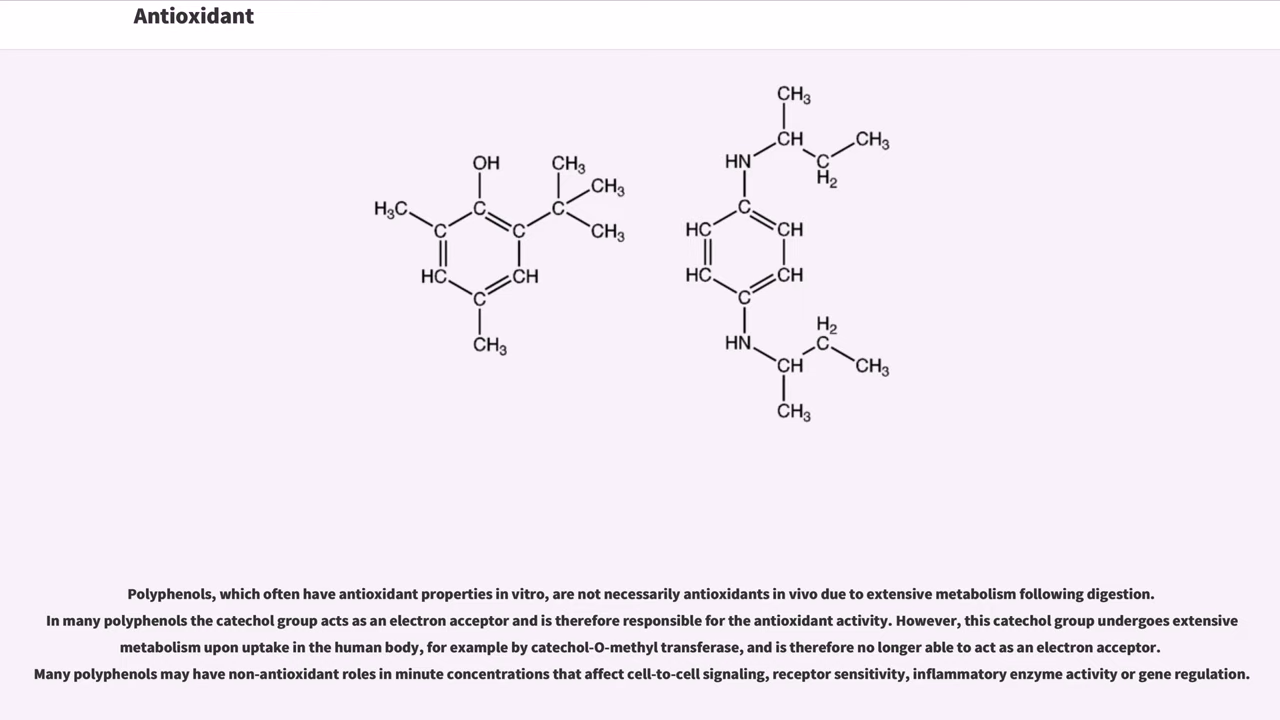 Antioxidant
CH3
CH
CH3
HN
C
H2
OH
CH3
CH3
H3C
C
C
C
C
C
CH3
HC
CH
HC
CH
HC
CH
C
C
CH3
H2
HN
C
CH
CH3
CH3
Polyphenols, which often have antioxidant properties in vitro, are not necessarily antioxidants in vivo due to extensive metabolism following digestion.
In many polyphenols the catechol group acts as an electron acceptor and is therefore responsible for the antioxidant activity. However, this catechol group undergoes extensive
metabolism upon uptake in the human body, for example by catechol-O-methyl transferase, and is therefore no longer able to act as an electron acceptor.
Many polyphenols may have non-antioxidant roles in minute concentrations that affect cell-to-cell signaling, receptor sensitivity, inflammatory enzyme activity or gene regulation.